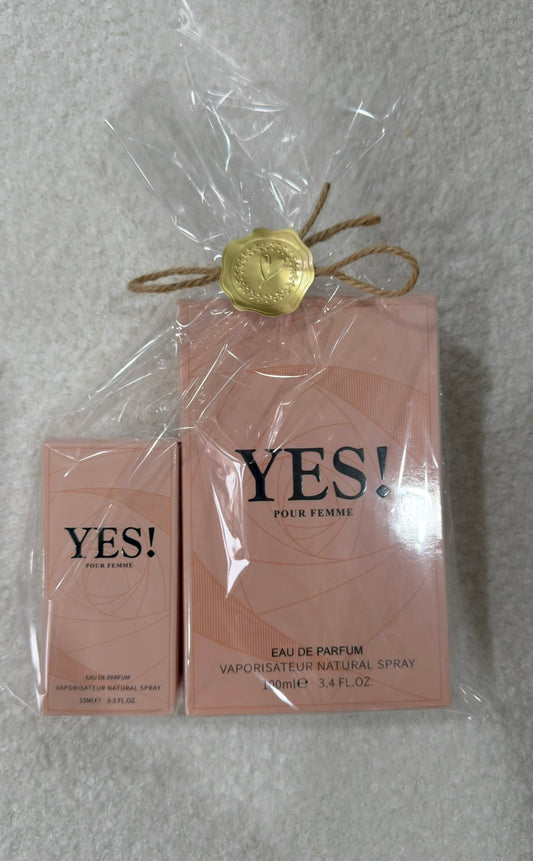 YES!
POUR FEMME
EAU DE PARFUM
VAPORISATEUR NATURAL SPRAY
15ML℮ 0.5 FL.OZ.
YES!
POUR FEMME
EAU DE PARFUM
VAPORISATEUR NATURAL SPRAY
100ml℮ 3.4 FL.OZ.